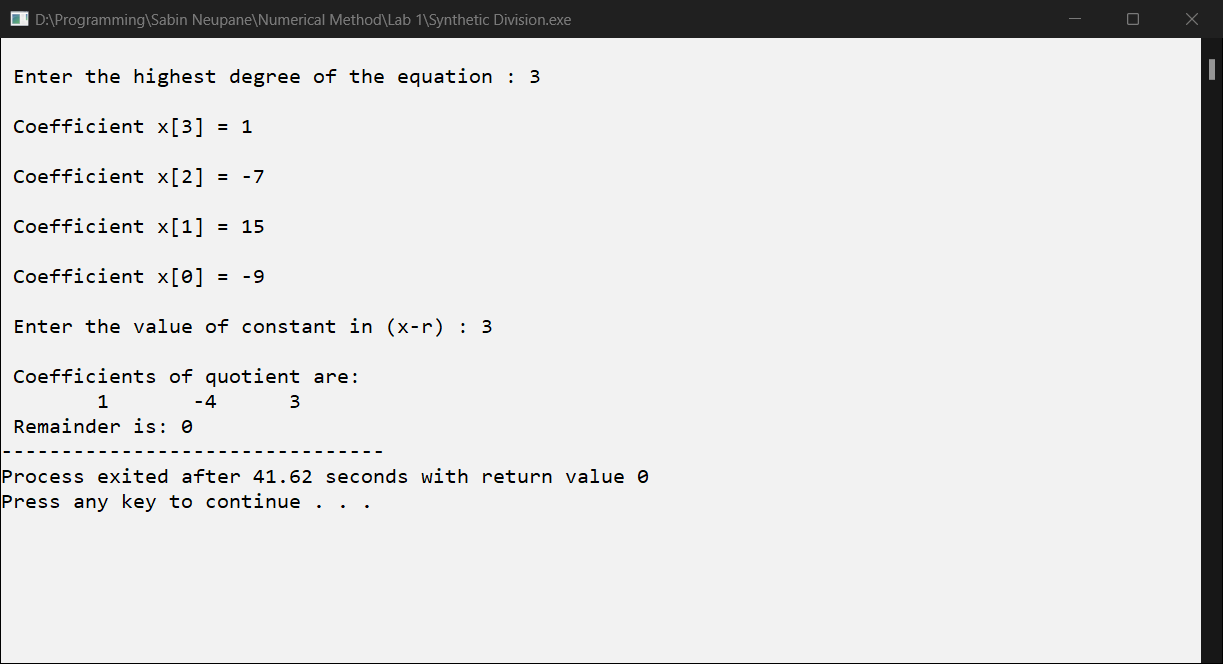 D:\Programming\Sabin Neupane\Numerical Method\Lab 1\Synthetic Division.exe
Enter the highest degree of the equation : 3
Coefficient x[3] = 1
Coefficient x[2] = -7
Coefficient x[1] = 15
Coefficient x[0] = -9
Enter the value of constant in (x-r) : 3
Coefficients of quotient are:
1 -4 3
Remainder is: 0
--------------------------------
Process exited after 41.62 seconds with return value 0
Press any key to continue . . .